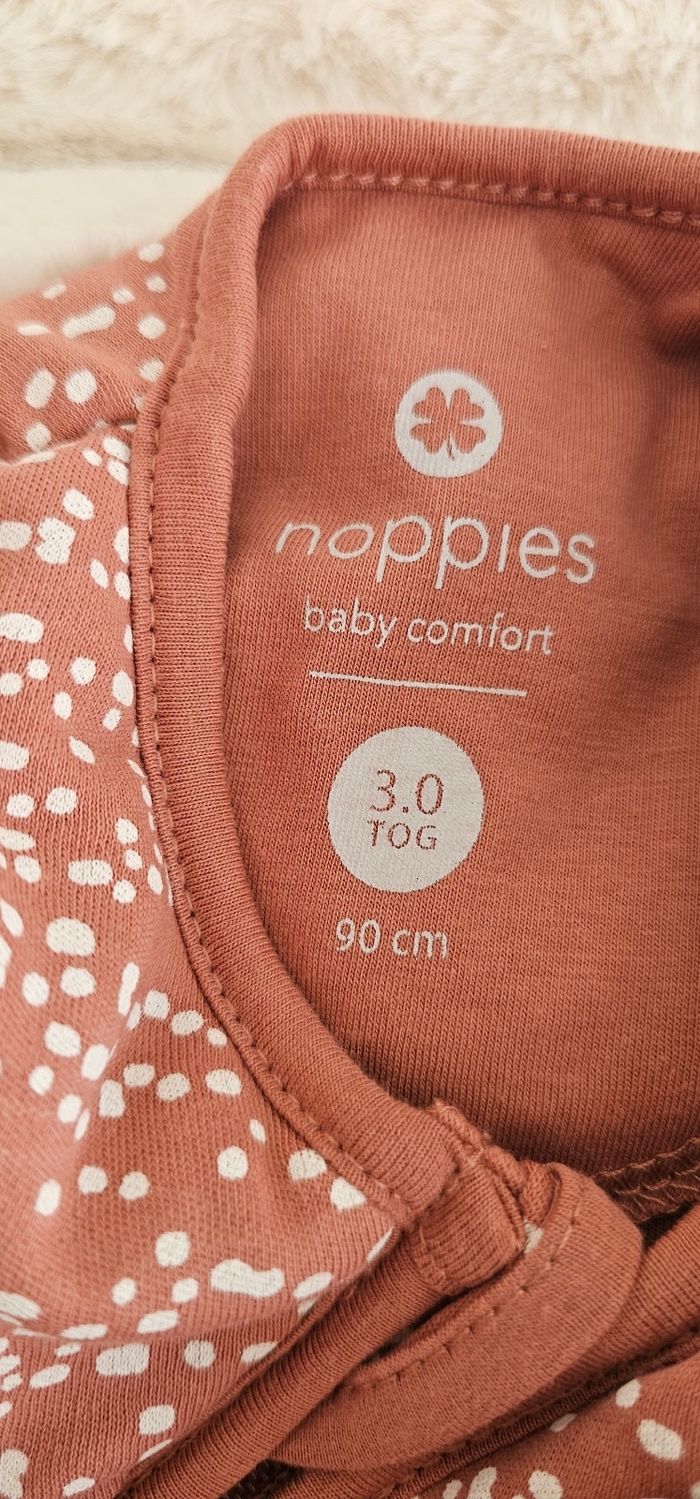 noppies
baby comfort
3.0
TOG
90 cm